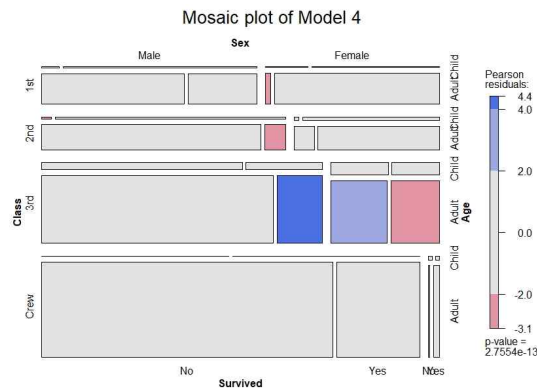 Mosaic plot of Model 4
Sex
Male Female
Class
1st
2nd
3rd
Crew
Child
Adult
Child
Adult
Child
Adult
Child
Adult
Age
No Yes No Yes
Survived
Pearson
residuals:
4.4
4.0
2.0
0.0
-2.0
-3.1
p-value =
2.7554e-13